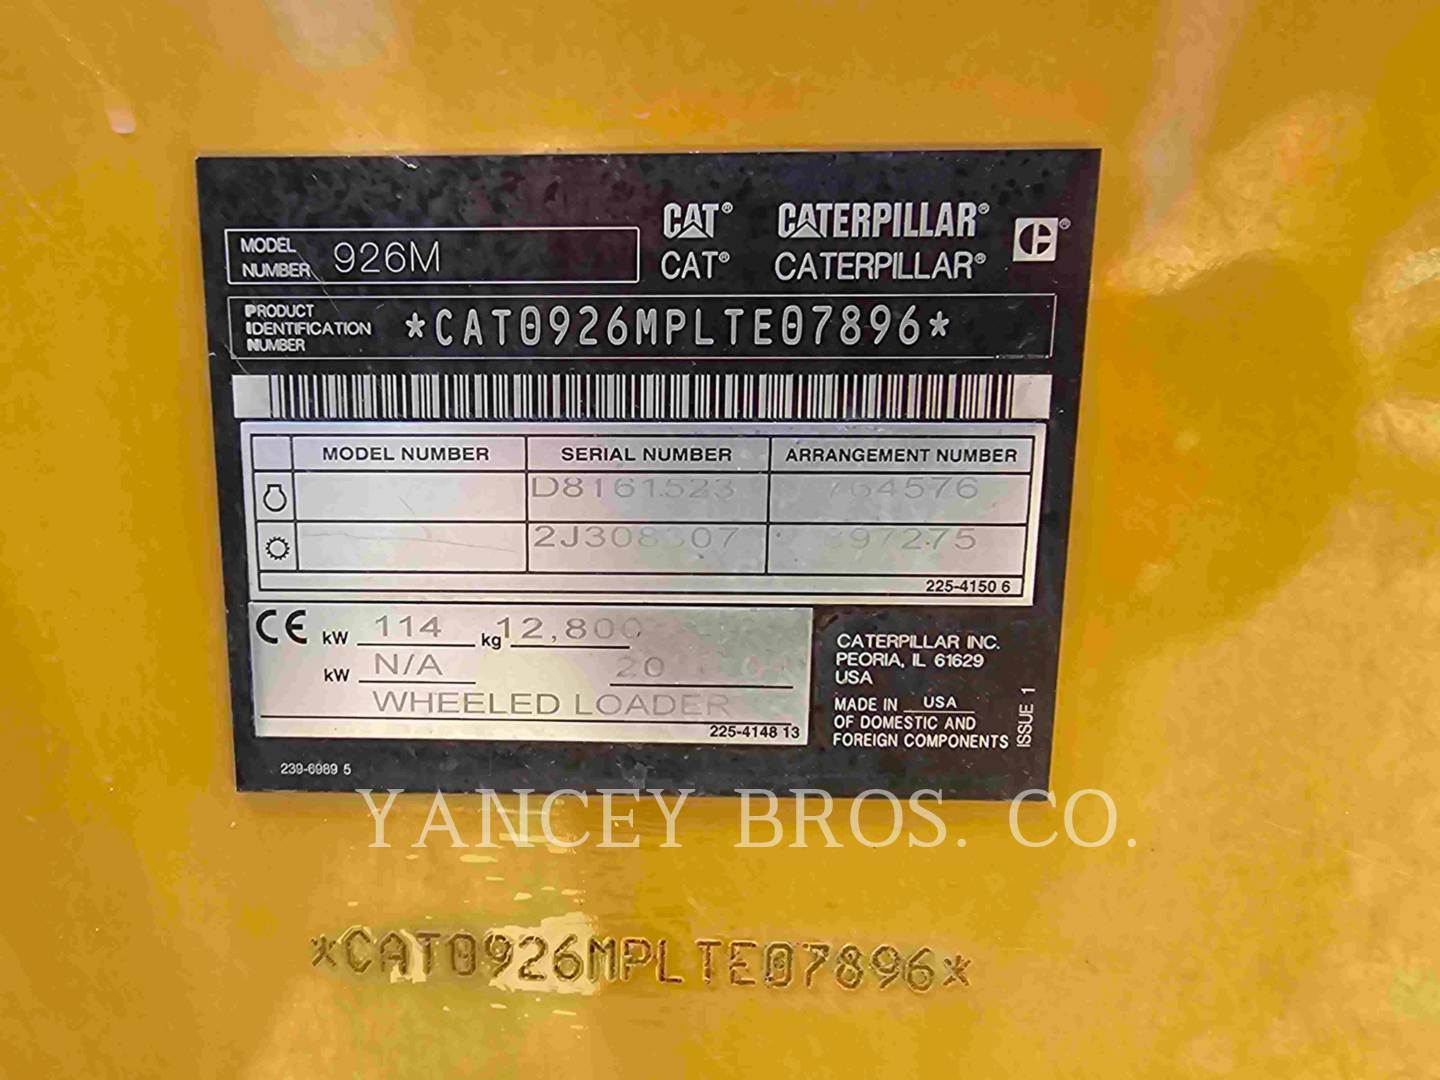 CAT® CATERPILLAR®
MODEL NUMBER 926M
CAT® CATERPILLAR®
PRODUCT IDENTIFICATION NUMBER *CAT0926MPLTE07896*
MODEL NUMBER SERIAL NUMBER ARRANGEMENT NUMBER
D8161523
225-4150 6
CE kW 114 kg 12,800
kW N/A
WHEELED LOADER
225-4148 13
CATERPILLAR INC.
PEORIA, IL 61629
USA
MADE IN USA
OF DOMESTIC AND
FOREIGN COMPONENTS
ISSUE 1
239-6989 5
YANCEY BROS. CO.
*CAT0926MPLTE07896*